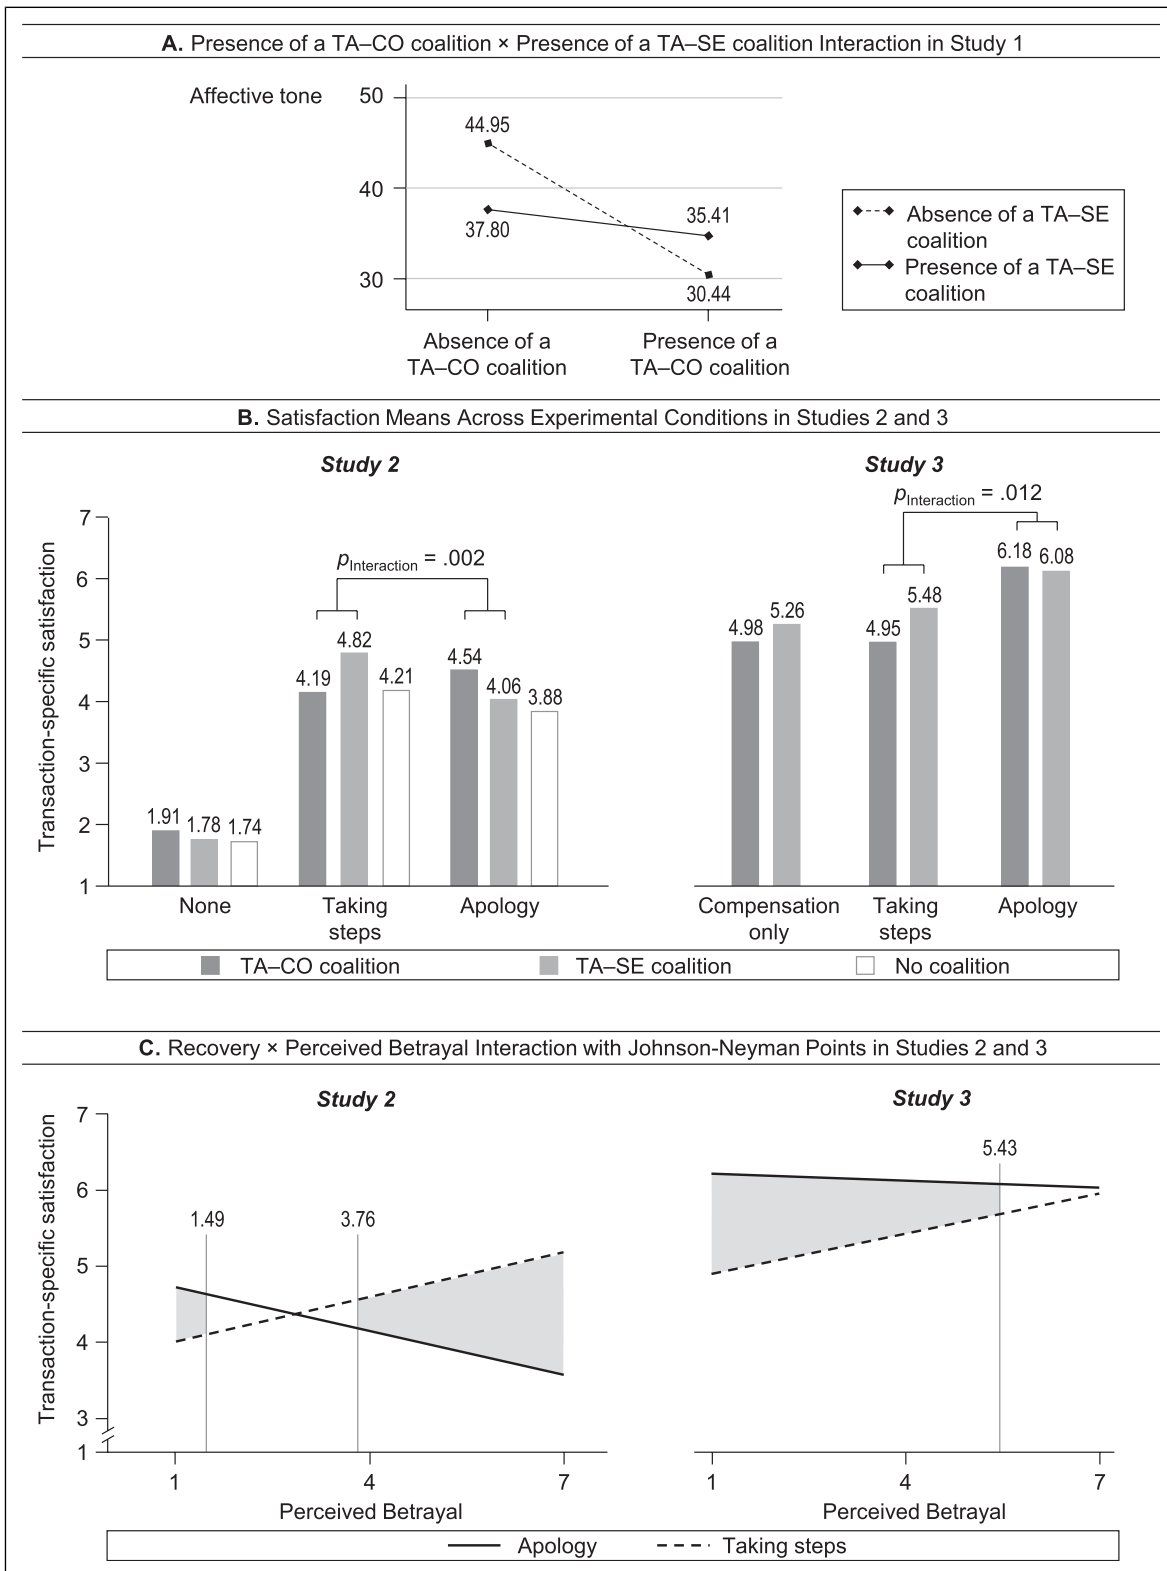 A. Presence of a TA–CO coalition × Presence of a TA–SE coalition Interaction in Study 1
Affective tone
50
40
30
44.95
37.80
35.41
30.44
Absence of a
TA–CO coalition
Presence of a
TA–CO coalition
Absence of a TA–SE
coalition
Presence of a TA–SE
coalition
B. Satisfaction Means Across Experimental Conditions in Studies 2 and 3
Study 2
Transaction-specific satisfaction
7
6
5
4
3
2
1
pInteraction = .002
1.91
1.78
1.74
4.19
4.82
4.21
4.54
4.06
3.88
None
Taking
steps
Apology
Study 3
pInteraction = .012
4.98
5.26
4.95
5.48
6.18
6.08
Compensation
only
Taking
steps
Apology
TA–CO coalition
TA–SE coalition
No coalition
C. Recovery × Perceived Betrayal Interaction with Johnson-Neyman Points in Studies 2 and 3
Study 2
Transaction-specific satisfaction
7
6
5
4
3
1
1.49
3.76
1
4
7
Perceived Betrayal
Study 3
5.43
1
4
7
Perceived Betrayal
Apology
Taking steps